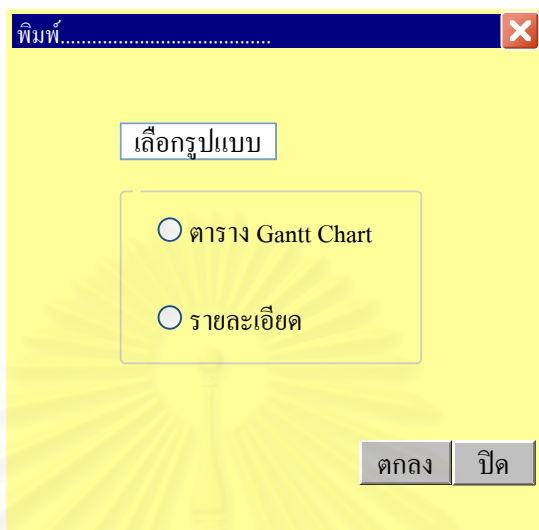 พิมพ์........................................
เลือกรูปแบบ
ตาราง Gantt Chart
รายละเอียด
ตกลง ปิด